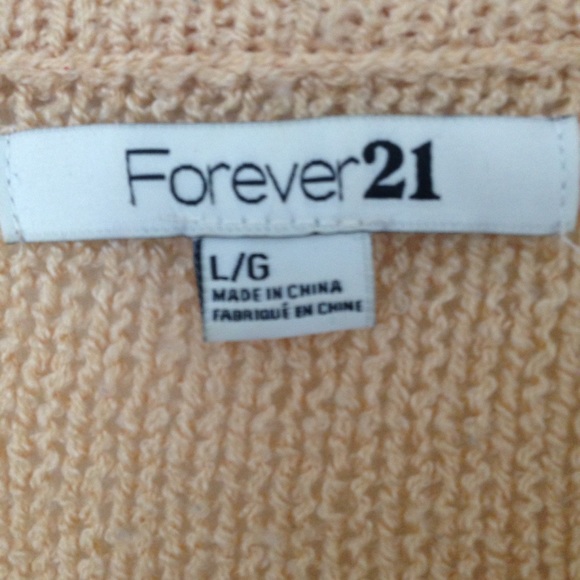 Forever21
L/G
MADE IN CHINA
FABRIQUÉ EN CHINE